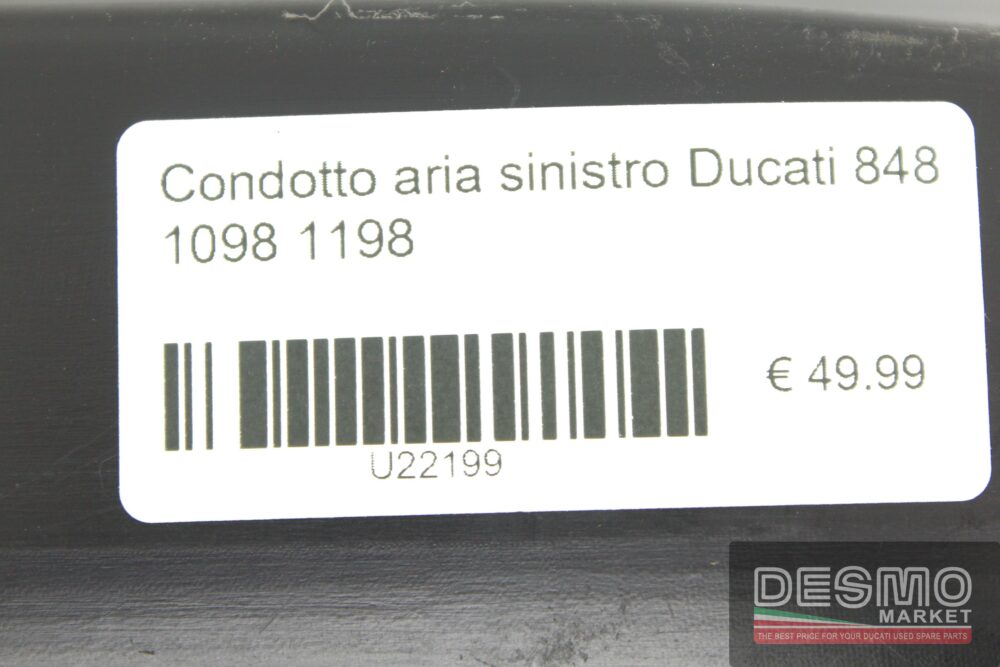 Condotto aria sinistro Ducati 848
1098 1198
€ 49.99
U22199
DESMO
MARKET
THE BEST PRICE FOR YOUR DUCATI USED SPARE PARTS